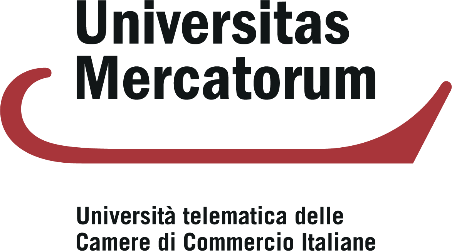 Universitas
Mercatorum
Università telematica delle
Camere di Commercio Italiane